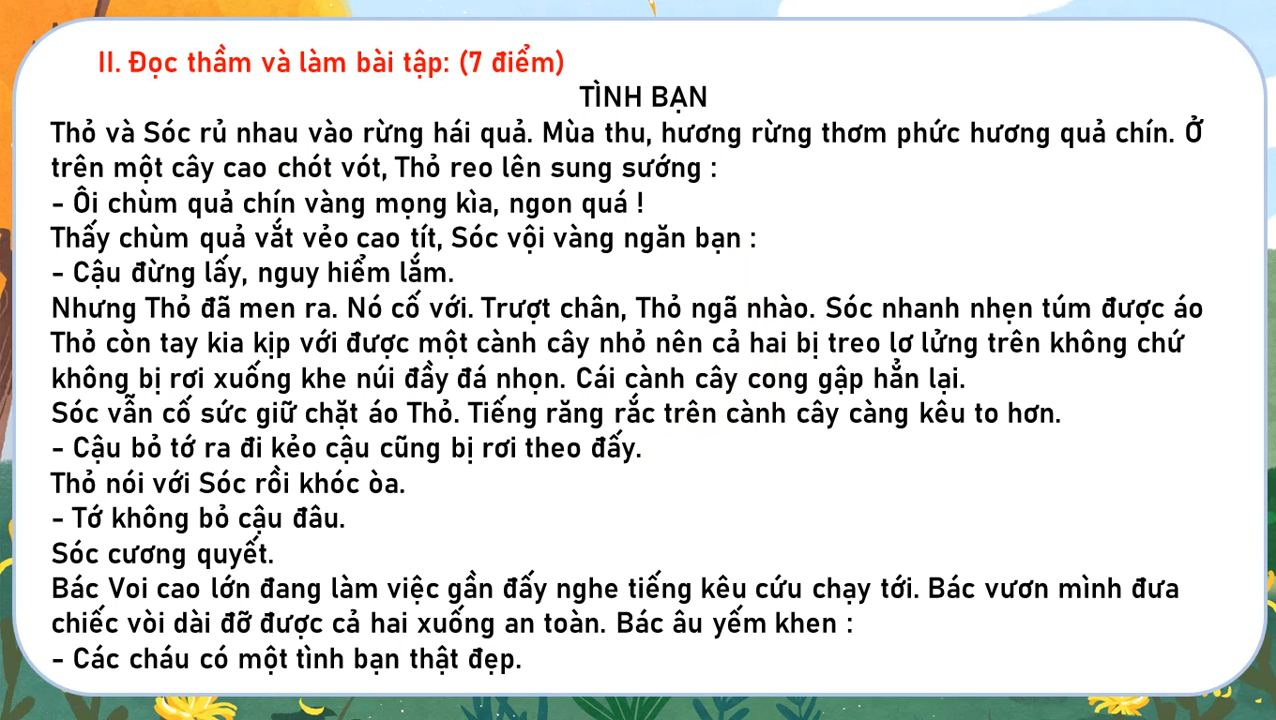 II. Đọc thầm và làm bài tập: (7 điểm)
TÌNH BẠN
Thỏ và Sóc rủ nhau vào rừng hái quả. Mùa thu, hương rừng thơm phức hương quả chín. Ở
trên một cây cao chót vót, Thỏ reo lên sung sướng :
- Ôi chùm quả chín vàng mọng kìa, ngon quá !
Thấy chùm quả vắt vẻo cao tít, Sóc vội vàng ngăn bạn :
- Cậu đừng lấy, nguy hiểm lắm.
Nhưng Thỏ đã men ra. Nó cố với. Trượt chân, Thỏ ngã nhào. Sóc nhanh nhẹn túm được áo
Thỏ còn tay kia kịp với được một cành cây nhỏ nên cả hai bị treo lơ lửng trên không chứ
không bị rơi xuống khe núi đầy đá nhọn. Cái cành cây cong gập hẳn lại.
Sóc vẫn cố sức giữ chặt áo Thỏ. Tiếng răng rắc trên cành cây càng kêu to hơn.
- Cậu bỏ tớ ra đi kẻo cậu cũng bị rơi theo đấy.
Thỏ nói với Sóc rồi khóc òa.
- Tớ không bỏ cậu đâu.
Sóc cương quyết.
Bác Voi cao lớn đang làm việc gần đấy nghe tiếng kêu cứu chạy tới. Bác vươn mình đưa
chiếc vòi dài đỡ được cả hai xuống an toàn. Bác âu yếm khen :
- Các cháu có một tình bạn thật đẹp.